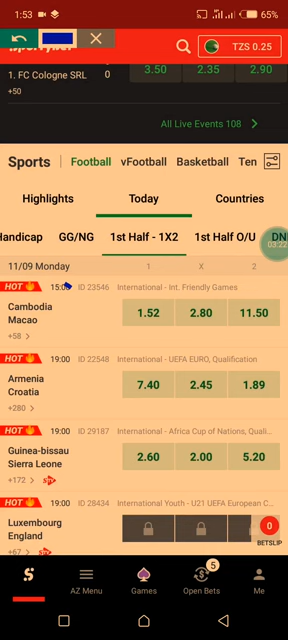 1:53
65%
TZS 0.25
1. FC Cologne SRL
0
3.50
2.35
2.90
+50
All Live Events 108
Sports
Football
vFootball
Basketball
Ten
Highlights
Today
Countries
Handicap
GG/NG
1st Half - 1X2
1st Half O/U
DN
03:22
11/09 Monday
1
X
2
HOT
15:00
ID 23546
International - Int. Friendly Games
Cambodia
Macao
1.52
2.80
11.50
+58
HOT
19:00
ID 22548
International - UEFA EURO, Qualification
Armenia
Croatia
7.40
2.45
1.89
+280
HOT
19:00
ID 29187
International - Africa Cup of Nations, Quali...
Guinea-bissau
Sierra Leone
2.60
2.00
5.20
+172
HOT
19:00
ID 28434
International Youth - U21 UEFA European C...
Luxembourg
England
+67
0
BETSLIP
S
AZ Menu
Games
5
Open Bets
Me